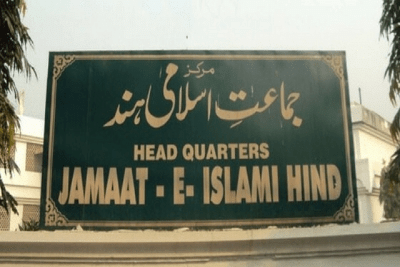 مرکز
جماعتِ اسلامی ہند
HEAD QUARTERS
JAMAAT - E- ISLAMI HIND